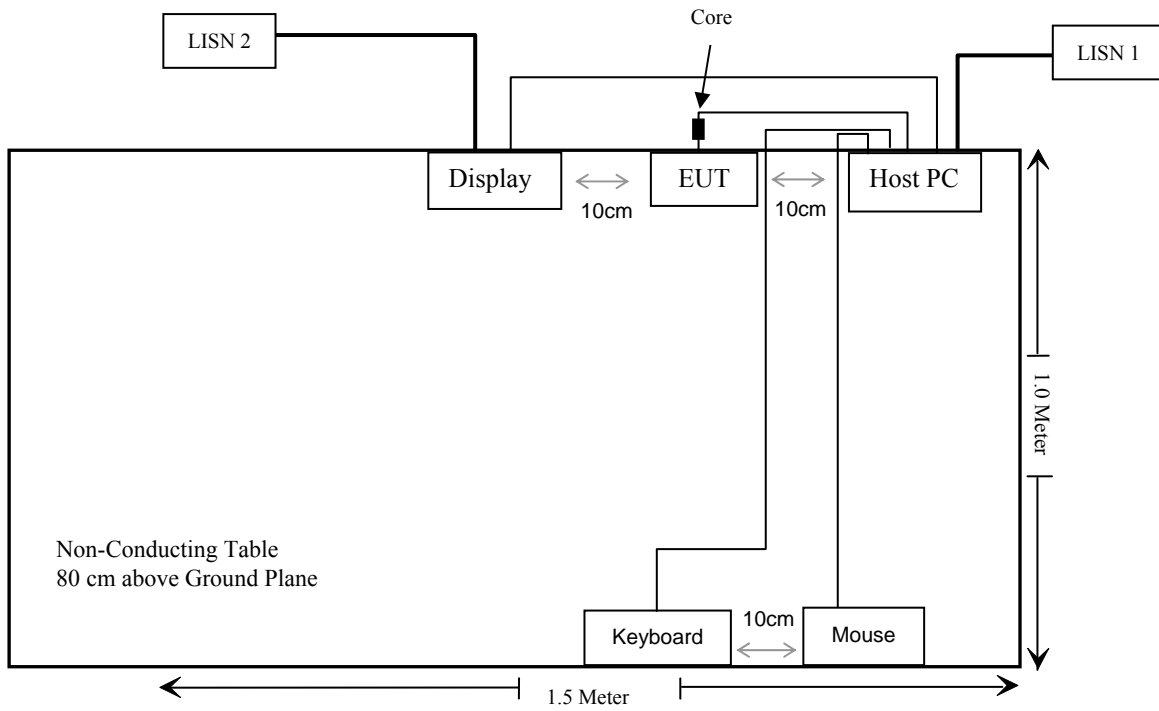 Core
LISN 2
LISN 1
Display
EUT
Host PC
10cm
10cm
1.0 Meter
Non-Conducting Table
80 cm above Ground Plane
Keyboard
10cm
Mouse
1.5 Meter